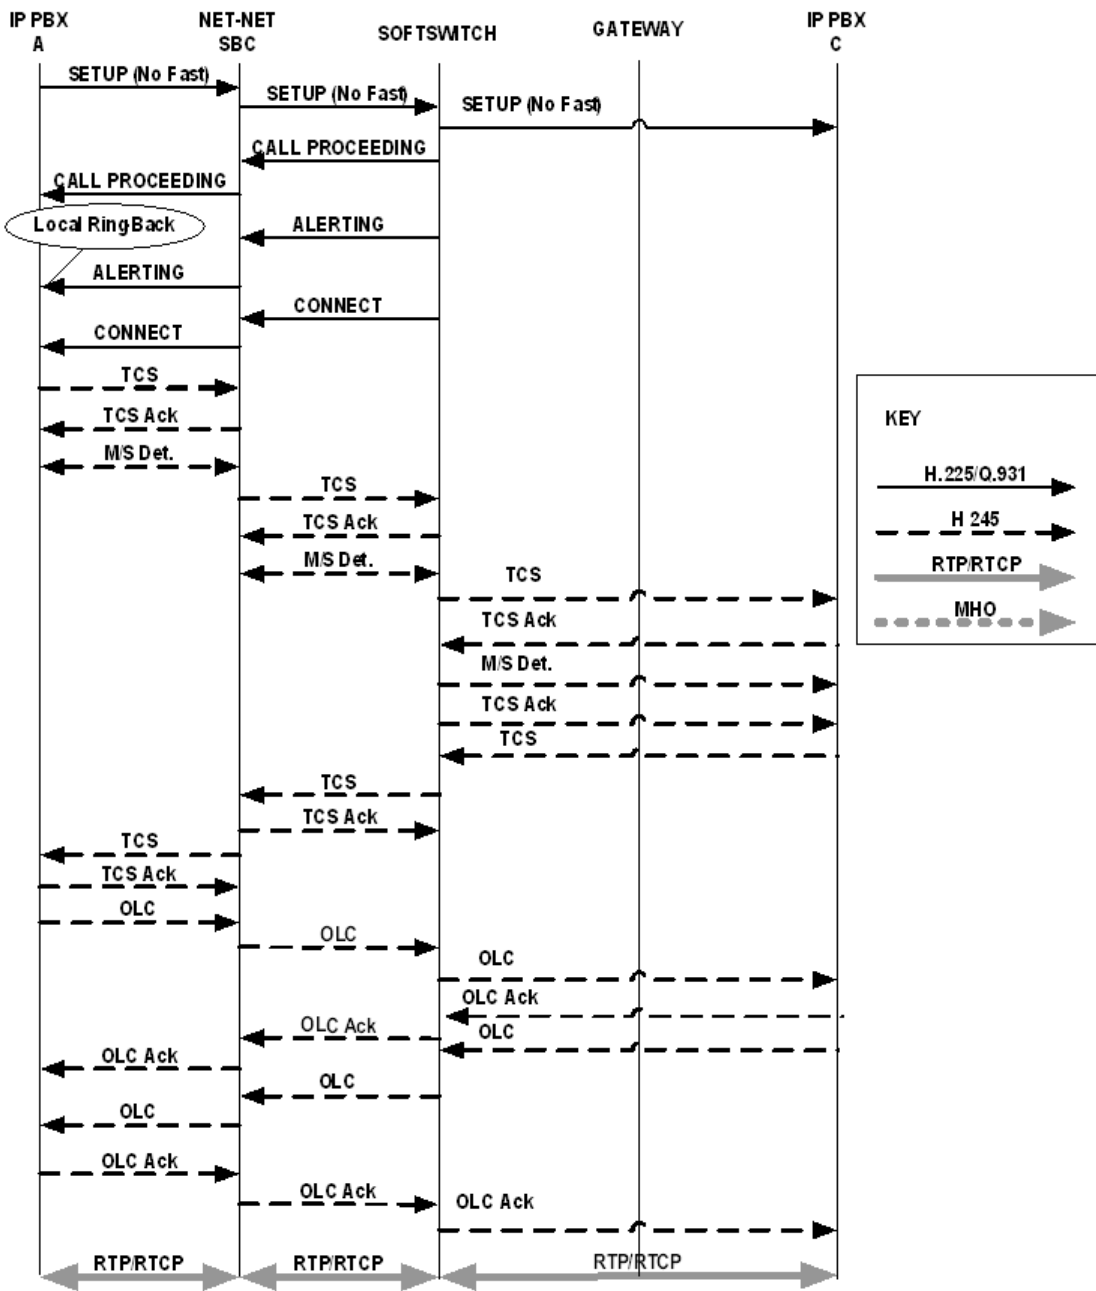 IP PBX
A
NET-NET
SBC
SOFTSWITCH
GATEWAY
IP PBX
C
SETUP (No Fast)
SETUP (No Fast)
SETUP (No Fast)
CALL PROCEEDING
CALL PROCEEDING
Local Ring-Back
ALERTING
ALERTING
CONNECT
CONNECT
TCS
TCS Ack
M/S Det.
TCS
TCS Ack
M/S Det.
TCS
TCS Ack
M/S Det.
TCS Ack
TCS
TCS
TCS Ack
TCS
TCS Ack
OLC
OLC
OLC
OLC Ack
OLC Ack
OLC
OLC Ack
OLC
OLC
OLC Ack
OLC Ack
OLC Ack
RTP/RTCP
RTP/RTCP
RTP/RTCP
KEY
H.225/Q.931
H 245
RTP/RTCP
MHO